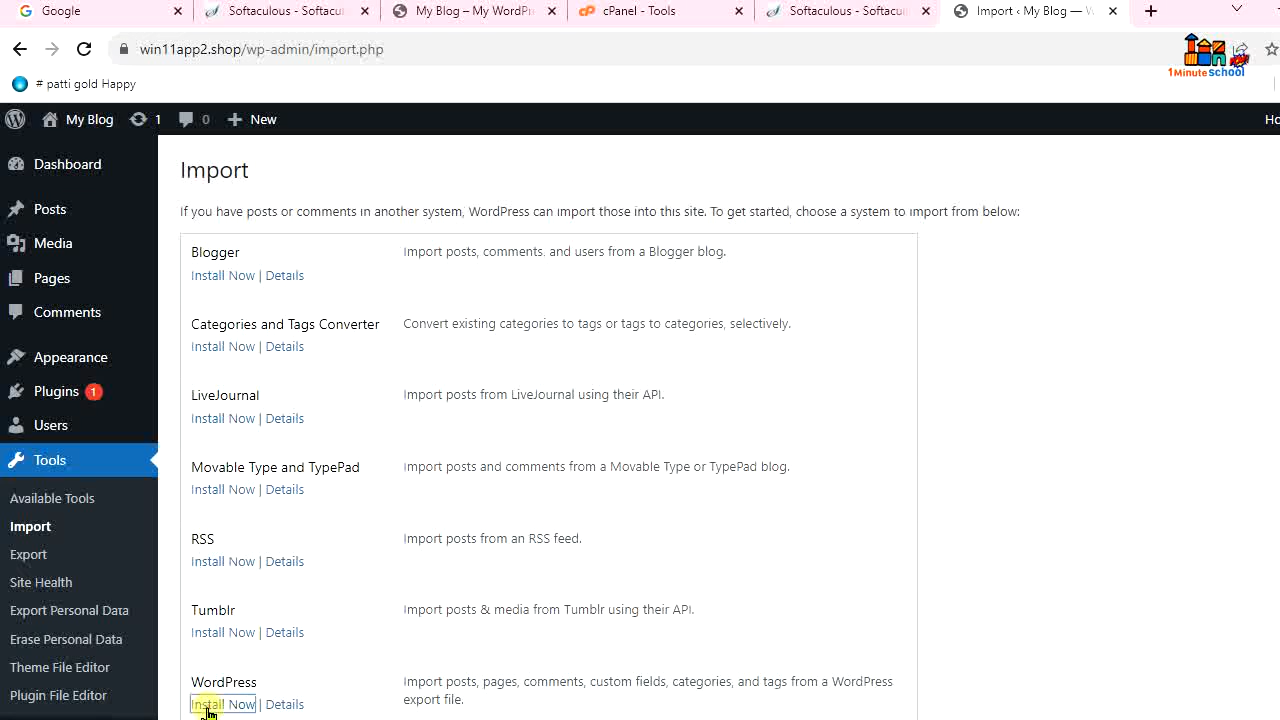 Google
Softaculous - Softacul
My Blog – My WordPr
cPanel - Tools
Softaculous - Softacul
Import ‹ My Blog — W
win11app2.shop/wp-admin/import.php
1 Minute SCHOOL
# patti gold Happy
My Blog
1
0
New
Ho
Dashboard
Posts
Media
Pages
Comments
Appearance
Plugins 1
Users
Tools
Available Tools
Import
Export
Site Health
Export Personal Data
Erase Personal Data
Theme File Editor
Plugin File Editor
Import
If you have posts or comments in another system, WordPress can import those into this site. To get started, choose a system to import from below:
Blogger
Import posts, comments, and users from a Blogger blog.
Install Now | Details
Categories and Tags Converter
Convert existing categories to tags or tags to categories, selectively.
Install Now | Details
LiveJournal
Import posts from LiveJournal using their API.
Install Now | Details
Movable Type and TypePad
Import posts and comments from a Movable Type or TypePad blog.
Install Now | Details
RSS
Import posts from an RSS feed.
Install Now | Details
Tumblr
Import posts & media from Tumblr using their API.
Install Now | Details
WordPress
Import posts, pages, comments, custom fields, categories, and tags from a WordPress
export file.
Install Now | Details